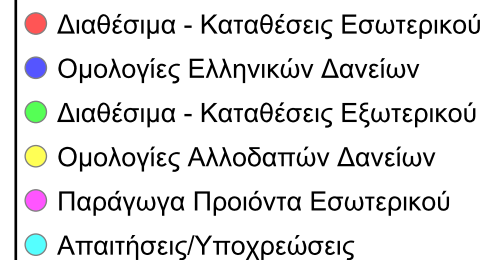 Διαθέσιμα - Καταθέσεις Εσωτερικού
Ομολογίες Ελληνικών Δανείων
Διαθέσιμα - Καταθέσεις Εξωτερικού
Ομολογίες Αλλοδαπών Δανείων
Παράγωγα Προιόντα Εσωτερικού
Απαιτήσεις/Υποχρεώσεις